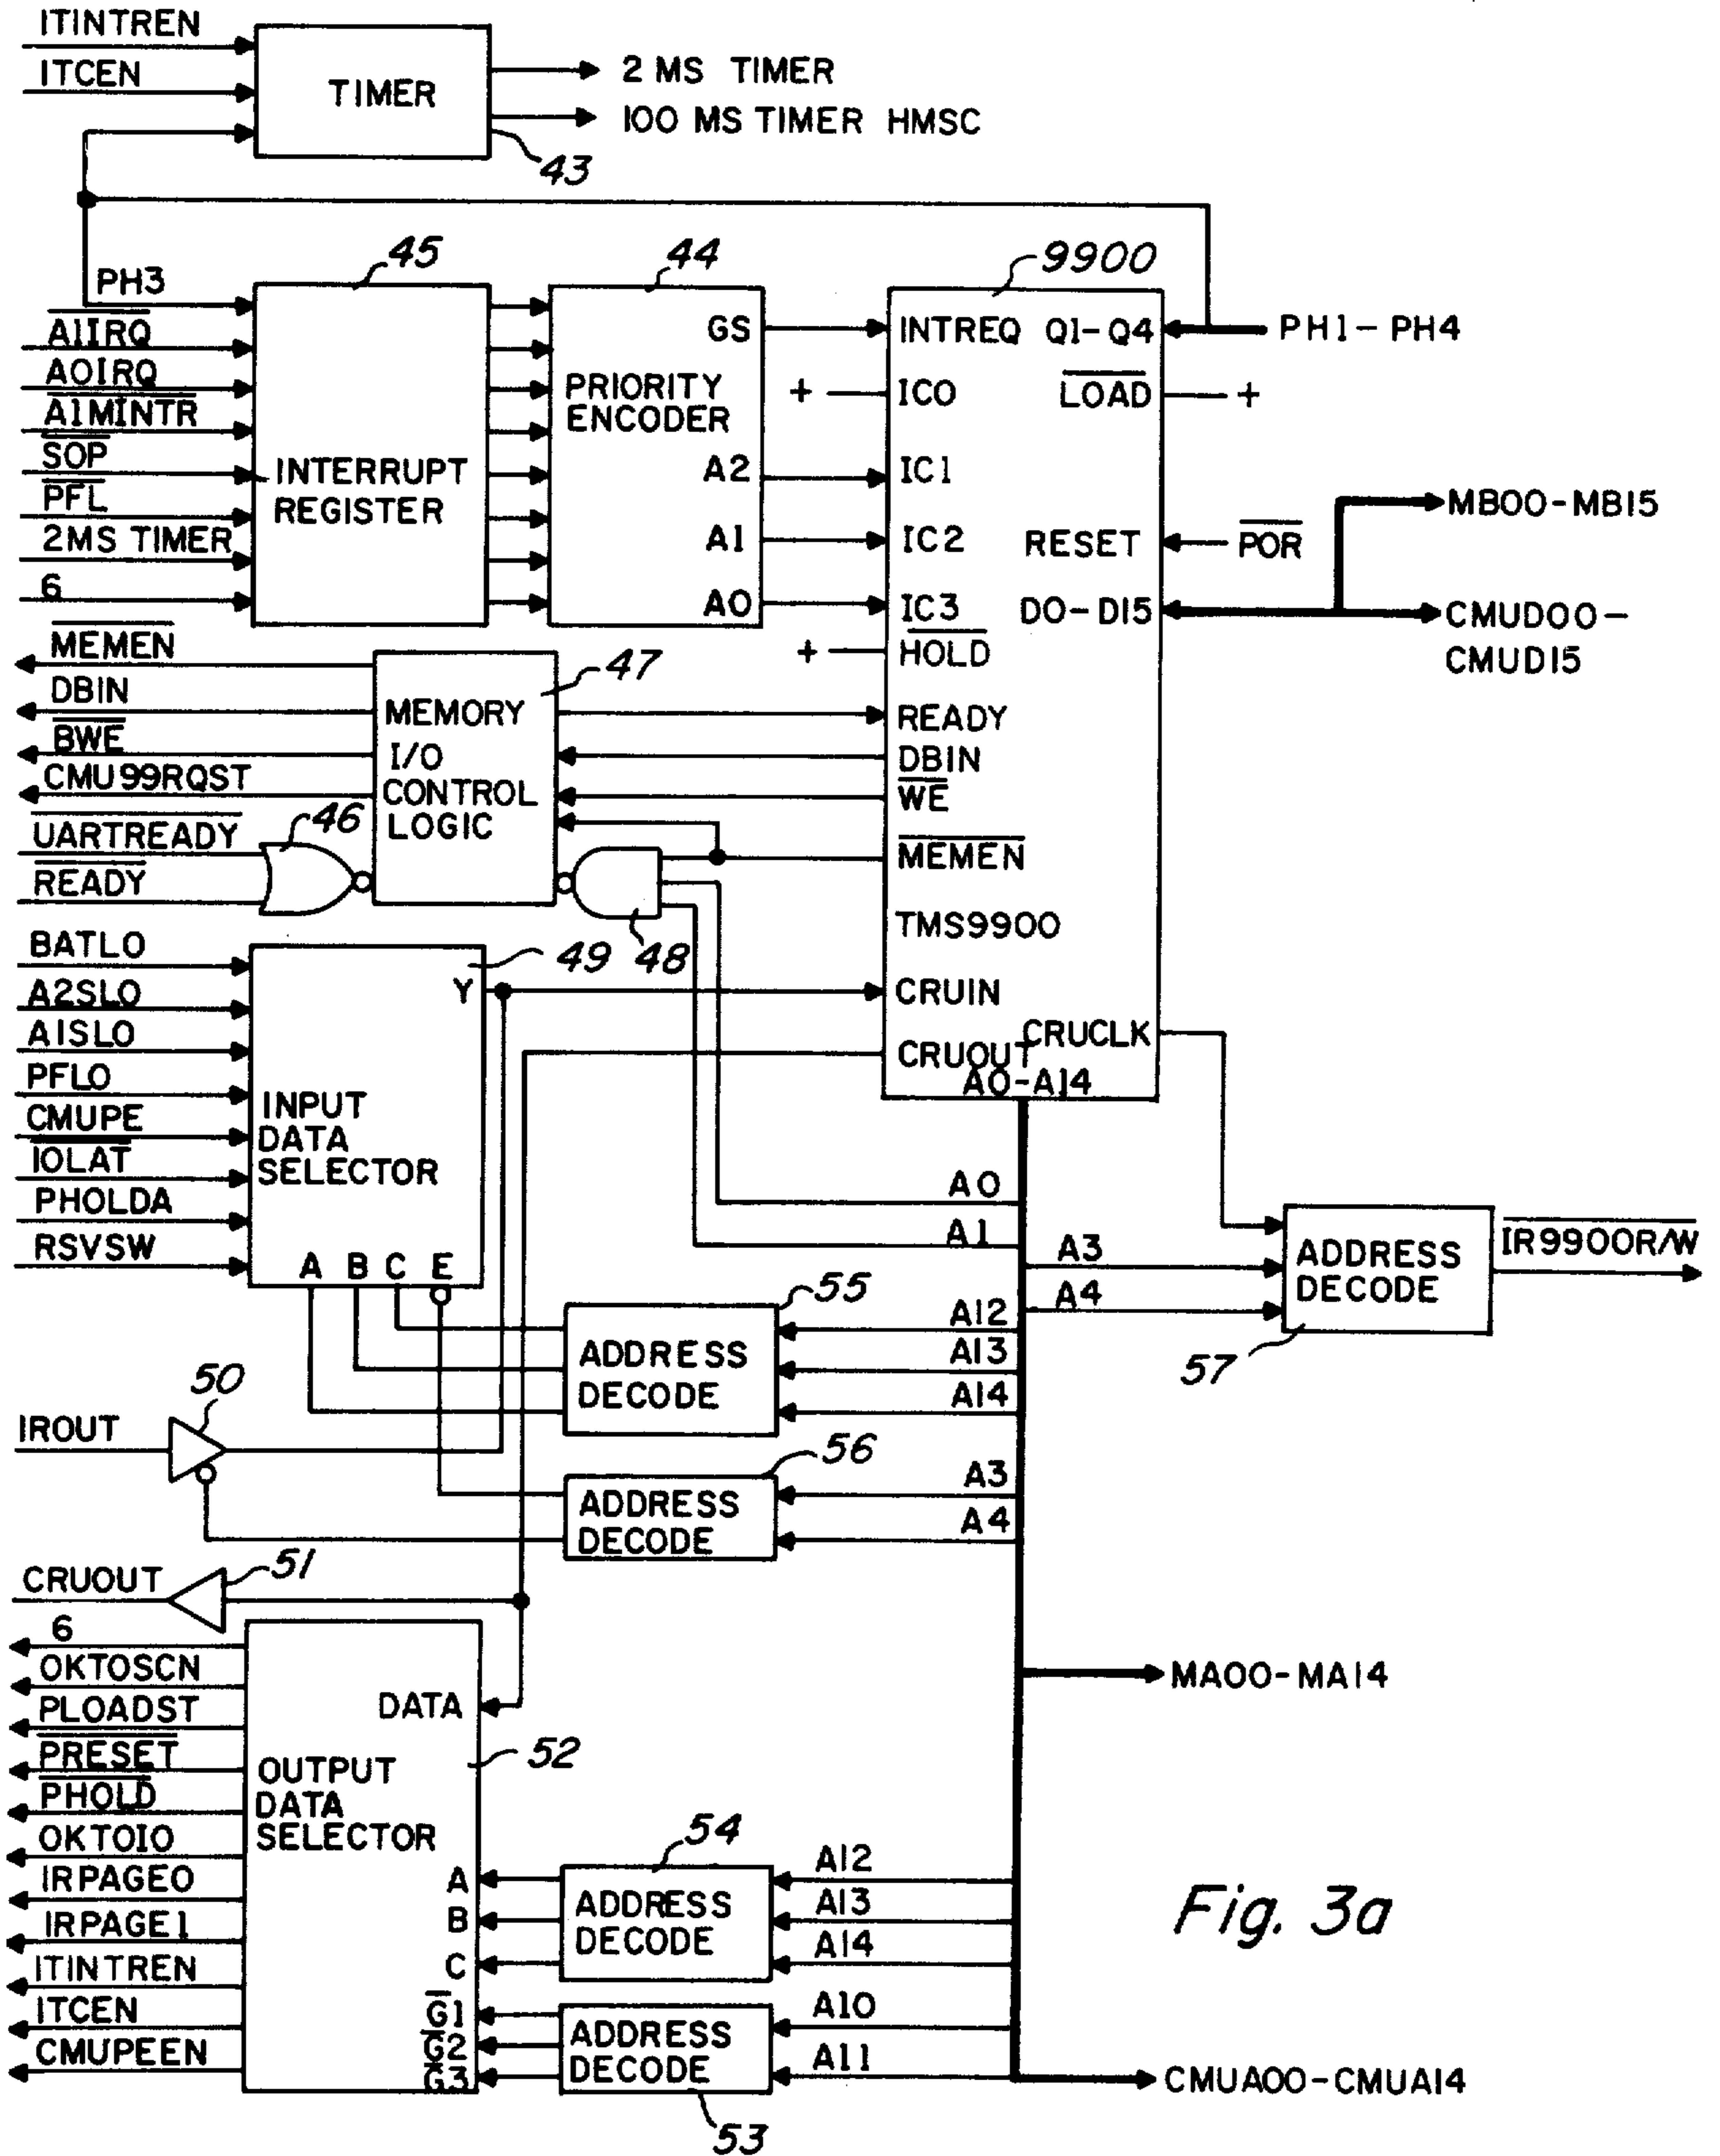 ITINTREN
ITCEN
TIMER
2 MS TIMER
100 MS TIMER HMSC
43
PH3
A1IRQ
A0IRQ
A1MINTR
SOP
PFL
2MS TIMER
6
45
INTERRUPT
REGISTER
44
GS
PRIORITY
ENCODER
A2
A1
A0
9900
INTREQ
Q1-Q4
PH1-PH4
IC0
+
LOAD
+
IC1
IC2
RESET
POR
IC3
D0-D15
MB00-MB15
CMUD00-
CMUD15
+
HOLD
READY
DBIN
WE
MEMEN
TMS9900
CRUIN
CRUCLK
CRUOUT
A0-A14
MEMEN
DBIN
BWE
CMU99RQST
UARTREADY
READY
46
47
MEMORY
I/O
CONTROL
LOGIC
48
BATLO
A2SLO
A1SLO
PFLO
CMUPE
IOLAT
PHOLDA
RSVSW
49
Y
INPUT
DATA
SELECTOR
A B C E
A0
A1
A3
A4
ADDRESS
DECODE
57
IR9900R/W
55
ADDRESS
DECODE
A12
A13
A14
IROUT
50
56
ADDRESS
DECODE
A3
A4
CRUOUT
51
6
OKTOSCN
PLOADST
PRESET
PHOLD
OKTOIO
IRPAGE0
IRPAGE1
ITINTREN
ITCEN
CMUPEEN
DATA
52
OUTPUT
DATA
SELECTOR
A
B
C
G1
G2
G3
54
ADDRESS
DECODE
A12
A13
A14
ADDRESS
DECODE
53
A10
A11
MA00-MA14
CMUA00-CMUA14
Fig. 3a